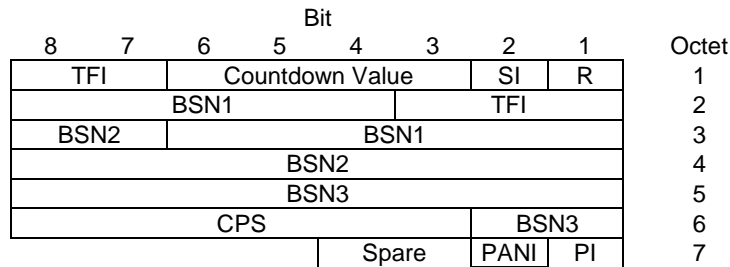 Bit
8 7 6 5 4 3 2 1 Octet
TFI Countdown Value SI R 1
BSN1 TFI 2
BSN2 BSN1 3
BSN2 4
BSN3 5
CPS BSN3 6
Spare PANI PI 7